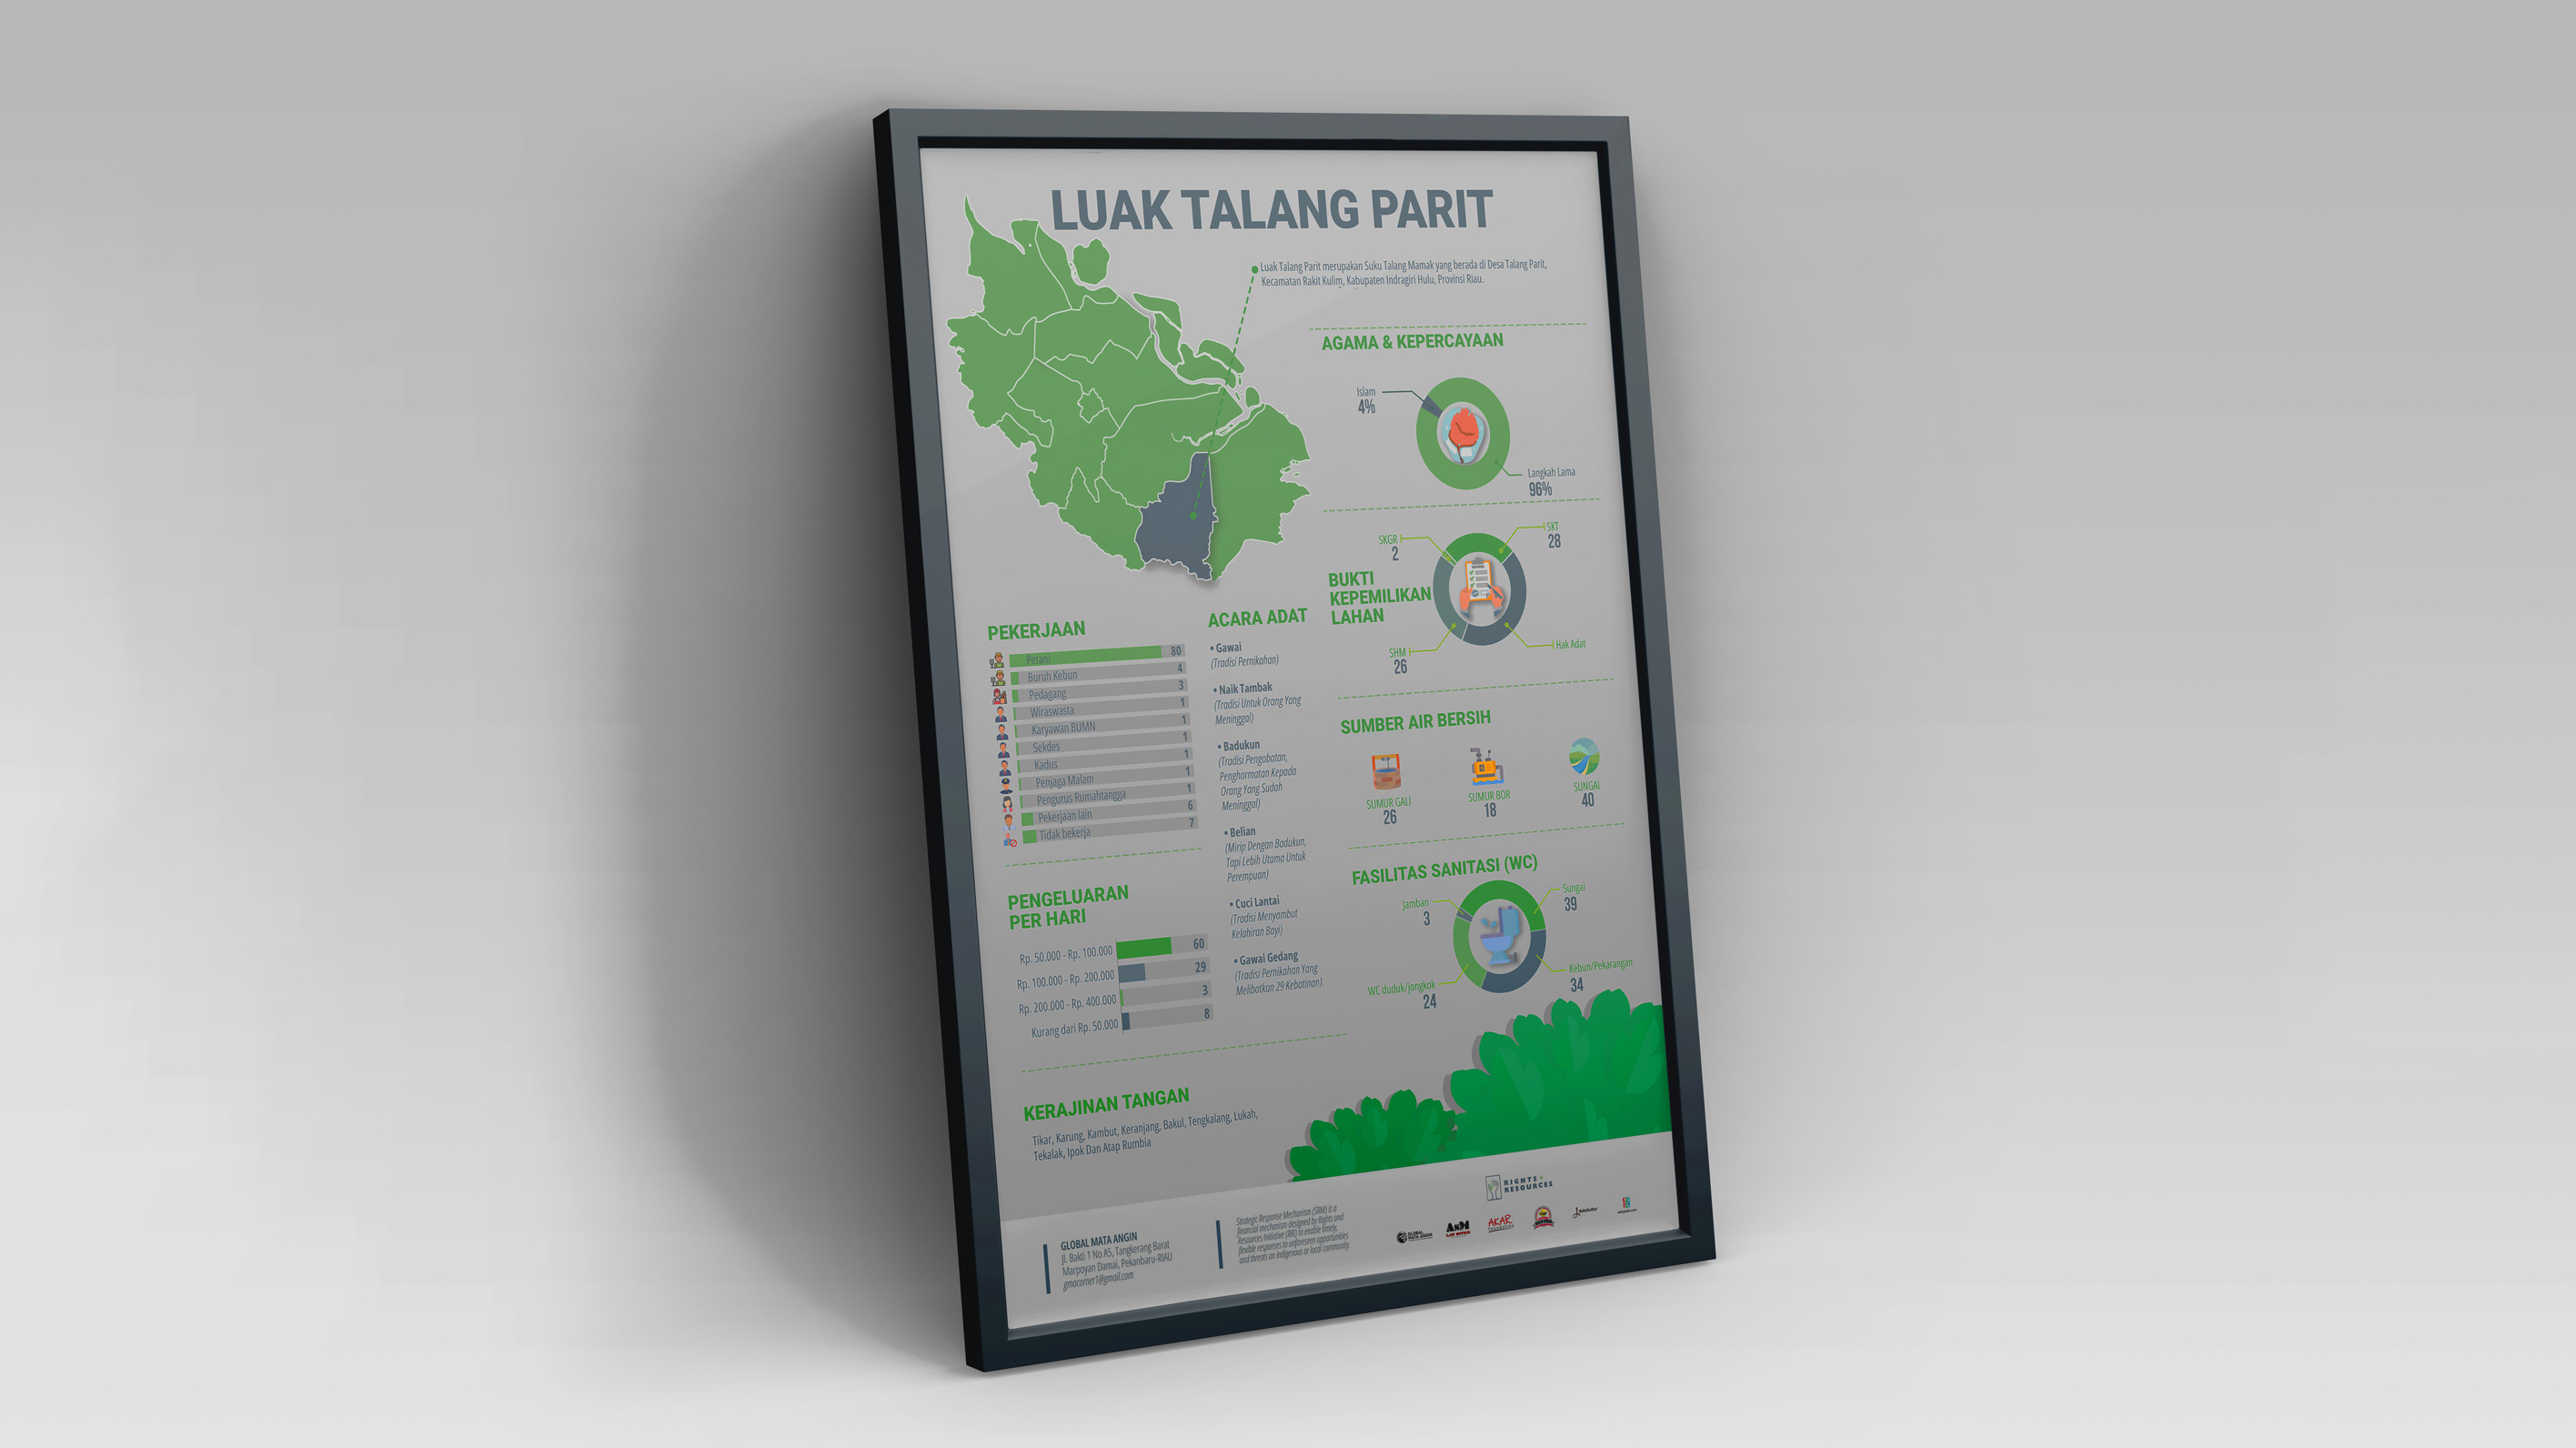 LUAK TALANG PARIT
Luak Talang Parit merupakan Suku Talang Mamak yang berada di Desa Talang Parit,
Kecamatan Rakit Kulim, Kabupaten Indragiri Hulu, Provinsi Riau.
AGAMA & KEPERCAYAAN
Islam
4%
Langkah Lama
96%
BUKTI
KEPEMILIKAN
LAHAN
SKGR
2
SKT
28
SHM
26
Hak Adat
PEKERJAAN
Petani 80
Buruh Kebun 4
Pedagang 3
Wiraswasta 1
Karyawan BUMN 1
Sekdes 1
Kadus 1
Penjaga Malam 1
Pengurus Rumahtangga 1
Pekerjaan lain 6
Tidak bekerja 7
ACARA ADAT
• Gawai
(Tradisi Pernikahan)
• Naik Tambak
(Tradisi Untuk Orang Yang
Meninggal)
• Badukun
(Tradisi Pengobatan,
Penghormatan Kepada
Orang Yang Sudah
Meninggal)
• Belian
(Mirip Dengan Badukun,
Tapi Lebih Utama Untuk
Perempuan)
• Cuci Lantai
(Tradisi Menyambut
Kelahiran Bayi)
• Gawai Gedang
(Tradisi Pernikahan Yang
Melibatkan 29 Kebatinan).
SUMBER AIR BERSIH
SUMUR GALI
26
SUMUR BOR
18
SUNGAI
40
FASILITAS SANITASI (WC)
Jamban
3
Sungai
39
WC duduk/jongkok
24
Kebun/Pekarangan
34
PENGELUARAN
PER HARI
Rp. 50.000 - Rp. 100.000 60
Rp. 100.000 - Rp. 200.000 29
Rp. 200.000 - Rp. 400.000 3
Kurang dari Rp. 50.000 8
KERAJINAN TANGAN
Tikar, Karung, Kambut, Keranjang, Bakul, Tengkalang, Lukah,
Tekalak, Ipok Dan Atap Rumbia
GLOBAL MATA ANGIN
Jl. Bakti 1 No A5, Tangkerang Barat
Marpoyan Damai, Pekanbaru-RIAU
gmacorner1@gmail.com
Strategic Response Mechanism (SRM) is a
financial mechanism designed by Rights and
Resources Initiative (RRI) to enable timely,
flexible responses to unforeseen opportunities
and threats on indigenous or local community.
RIGHTS+
RESOURCES
GLOBAL
MATA ANGIN
A&M
LAW OFFICE
AKAR
FOUNDATION